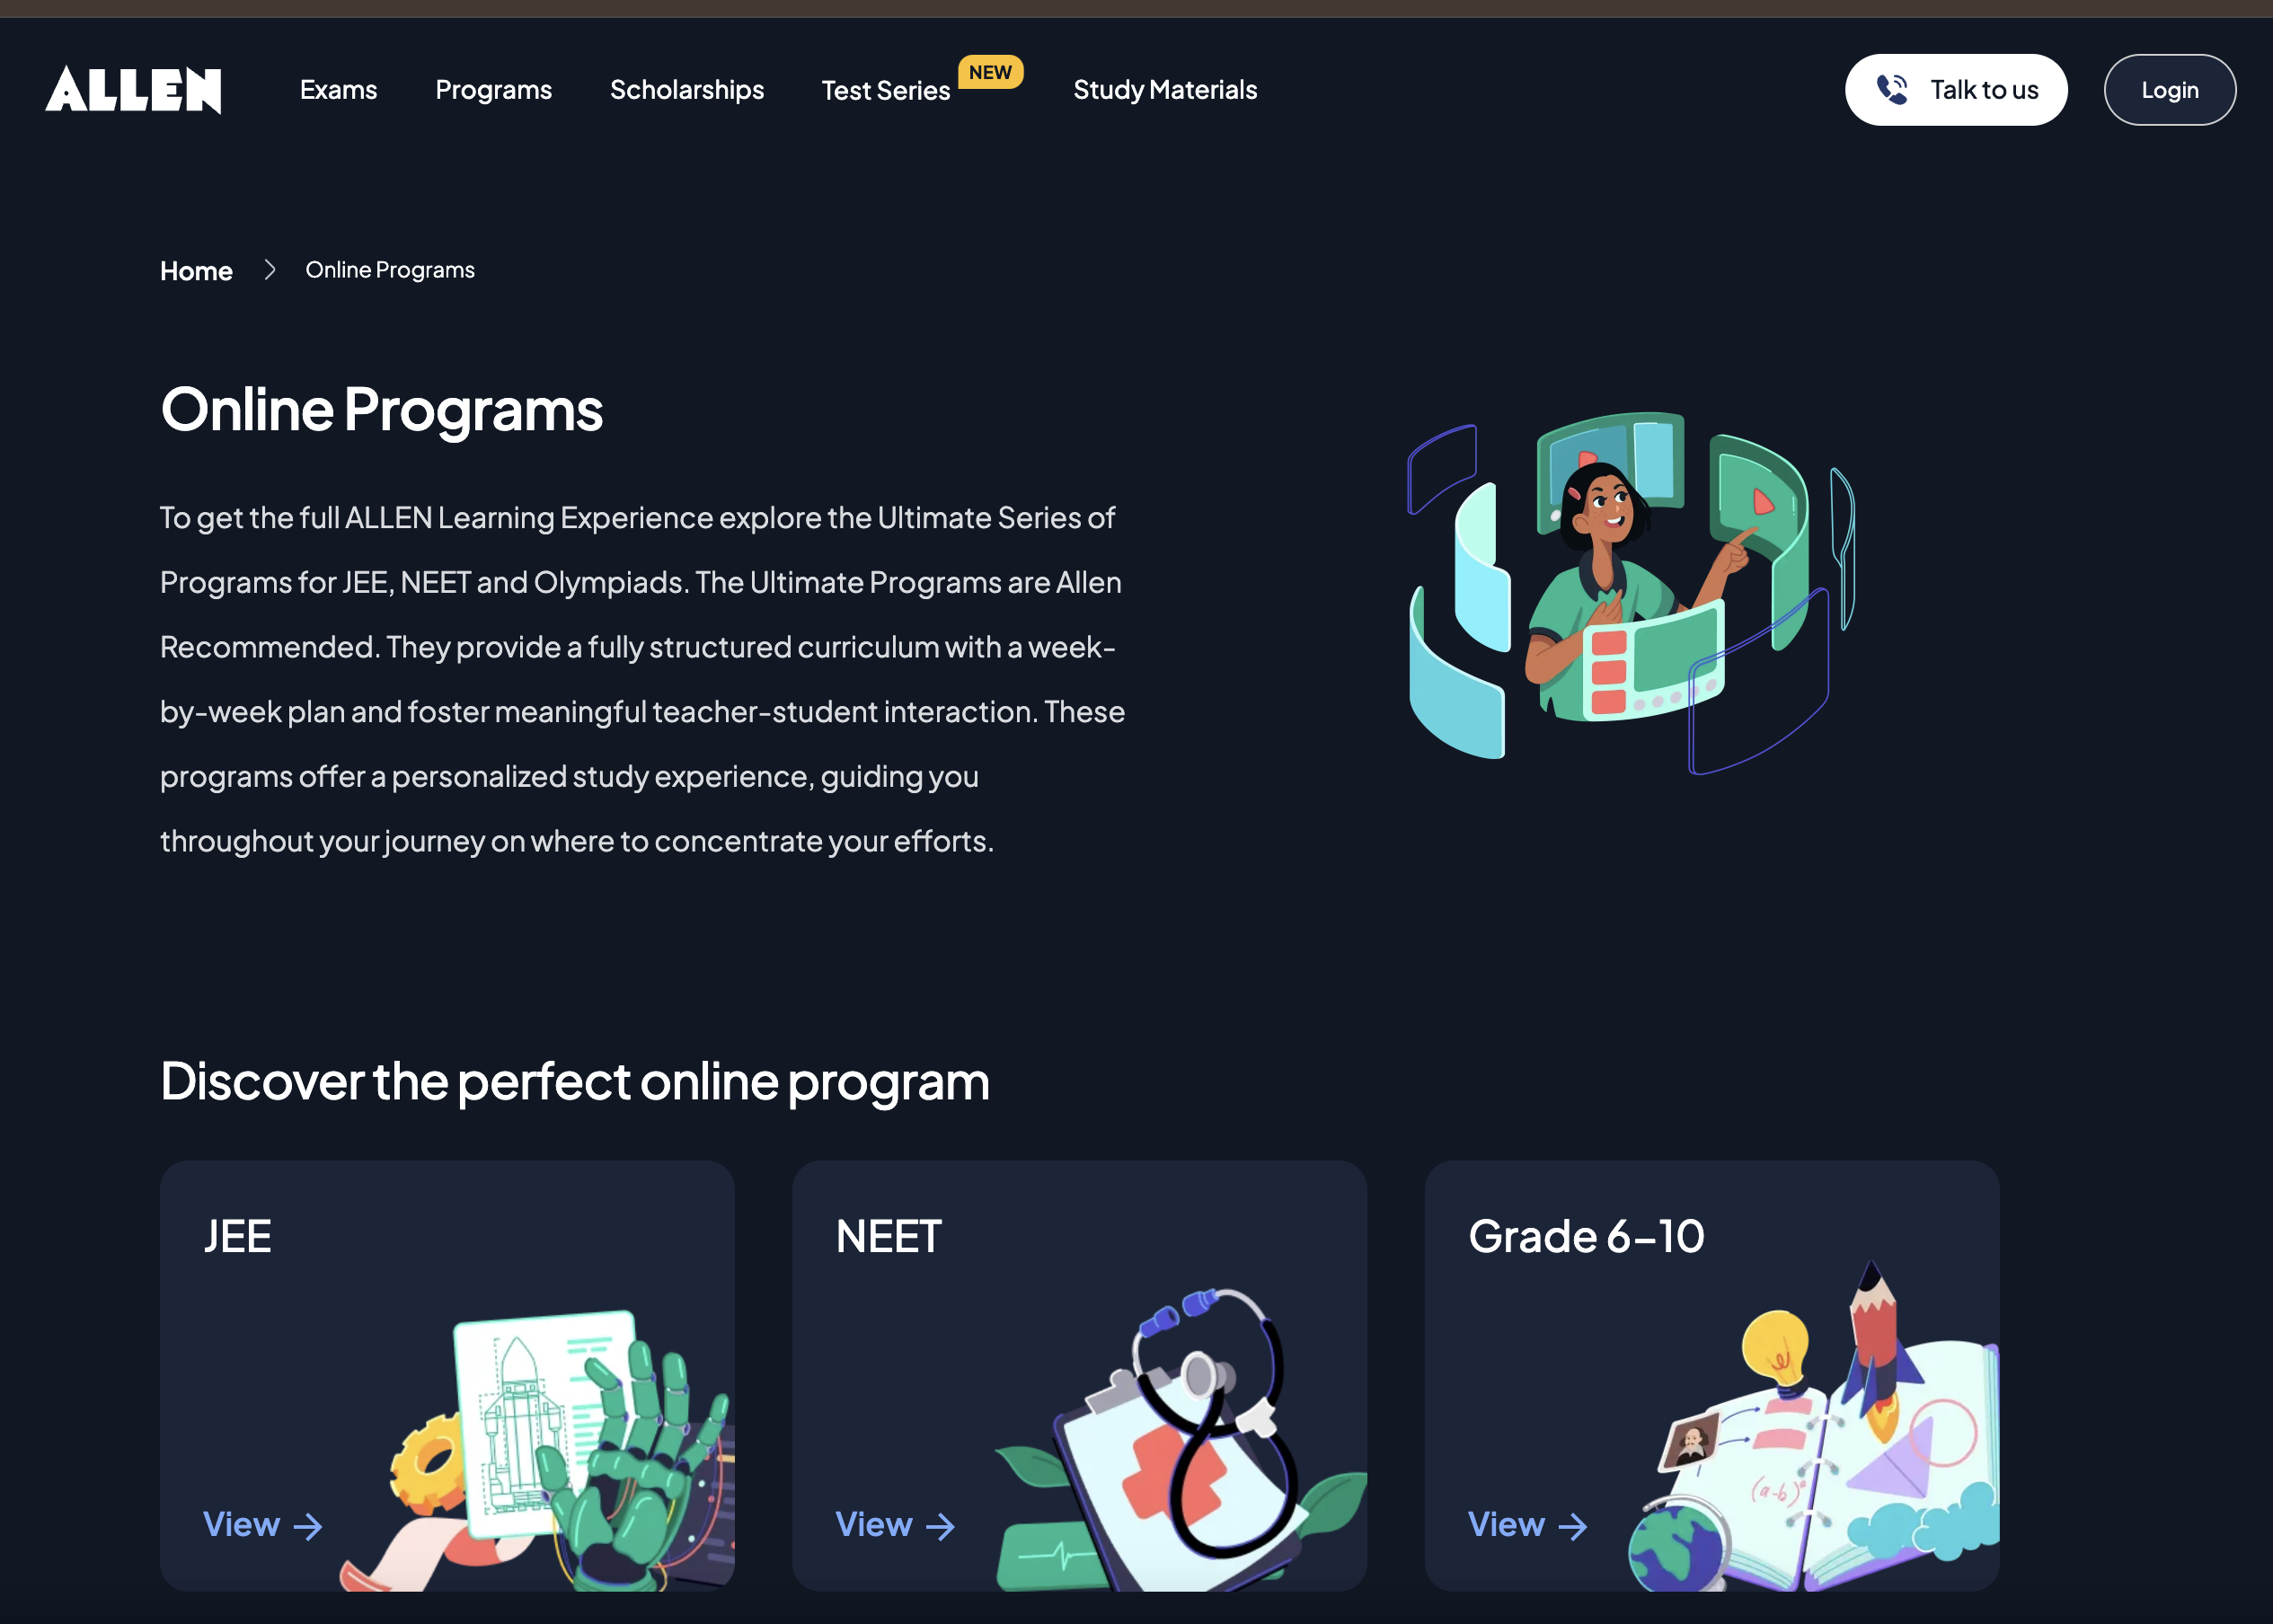 ALLEN
Exams
Programs
Scholarships
Test Series
NEW
Study Materials
Talk to us
Login
Home
Online Programs
Online Programs
To get the full ALLEN Learning Experience explore the Ultimate Series of
Programs for JEE, NEET and Olympiads. The Ultimate Programs are Allen
Recommended. They provide a fully structured curriculum with a week-
by-week plan and foster meaningful teacher-student interaction. These
programs offer a personalized study experience, guiding you
throughout your journey on where to concentrate your efforts.
Discover the perfect online program
JEE
View
NEET
View
Grade 6–10
(a-b)²
View